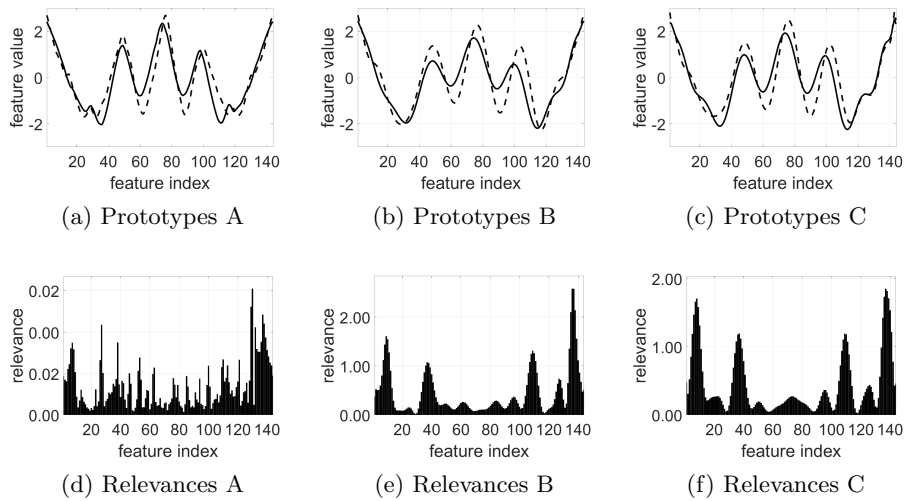 2
0
-2
feature value
20 40 60 80 100 120 140
feature index
(a) Prototypes A
2
0
-2
feature value
20 40 60 80 100 120 140
feature index
(b) Prototypes B
2
0
-2
feature value
20 40 60 80 100 120 140
feature index
(c) Prototypes C
0.02
0.00
0.02
0.00
relevance
20 40 60 80 100 120 140
feature index
(d) Relevances A
2.00
1.00
0.00
relevance
20 40 60 80 100 120 140
feature index
(e) Relevances B
2.00
1.00
0.00
relevance
20 40 60 80 100 120 140
feature index
(f) Relevances C